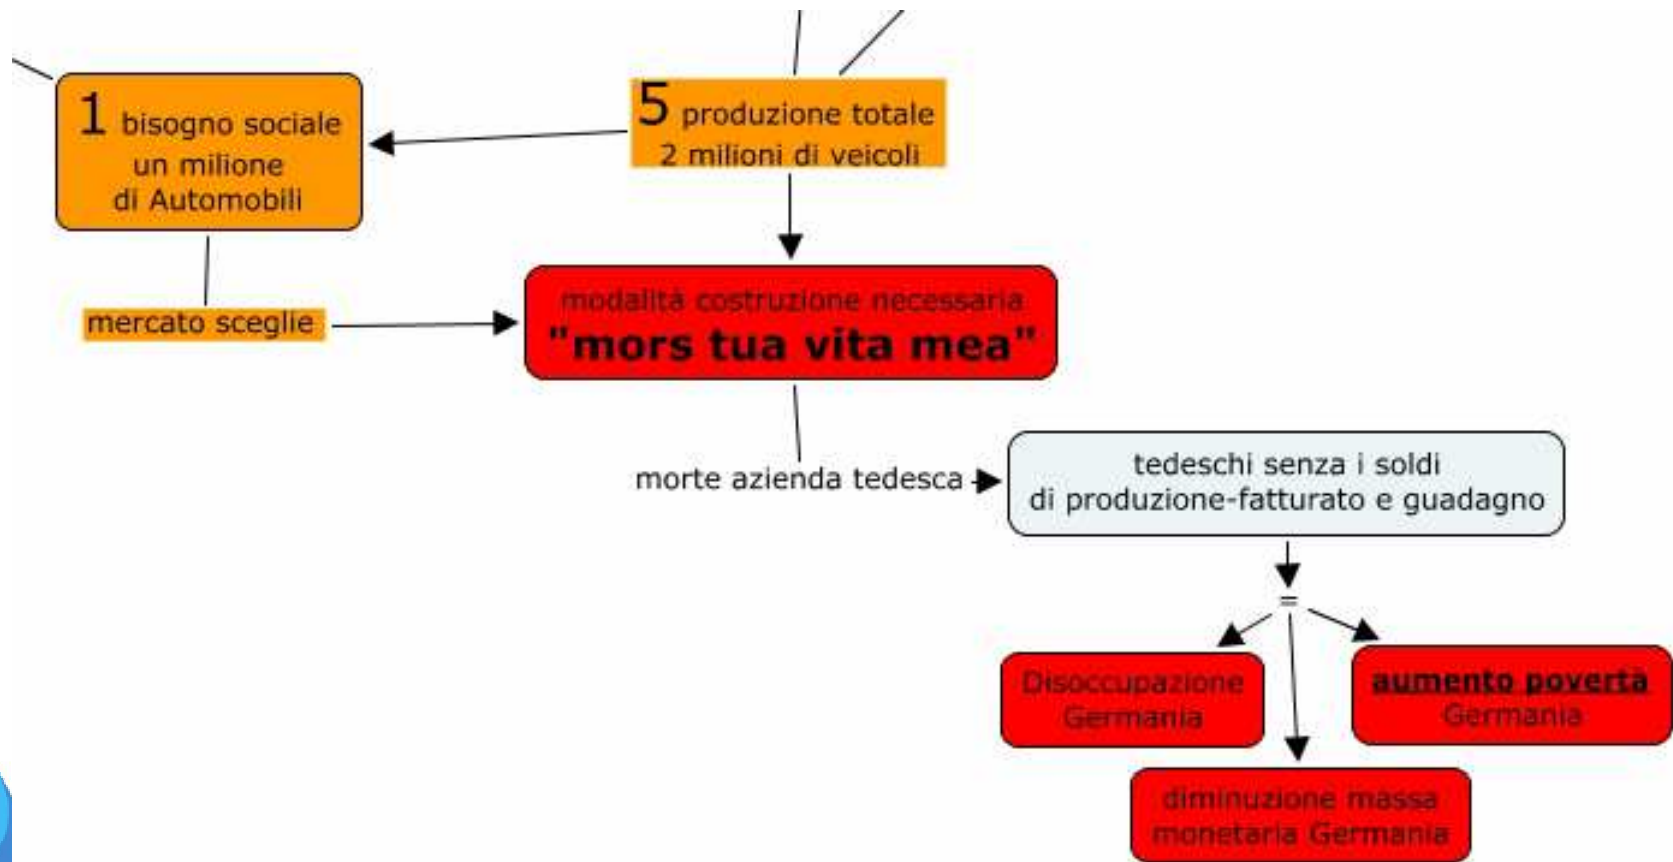 1 bisogno sociale
un milione
di Automobili
5 produzione totale
2 milioni di veicoli
mercato sceglie
modalità costruzione necessaria
"mors tua vita mea"
morte azienda tedesca
tedeschi senza i soldi
di produzione-fatturato e guadagno
=
Disoccupazione
Germania
aumento povertà
Germania
diminuzione massa
monetaria Germania